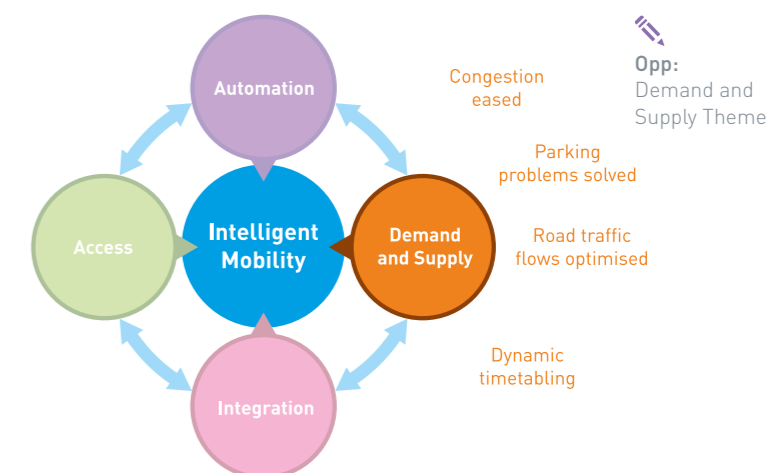 Automation
Congestion
eased
Opp:
Demand and
Supply Theme
Parking
problems solved
Access
Intelligent
Mobility
Demand
and Supply
Road traffic
flows optimised
Dynamic
timetabling
Integration